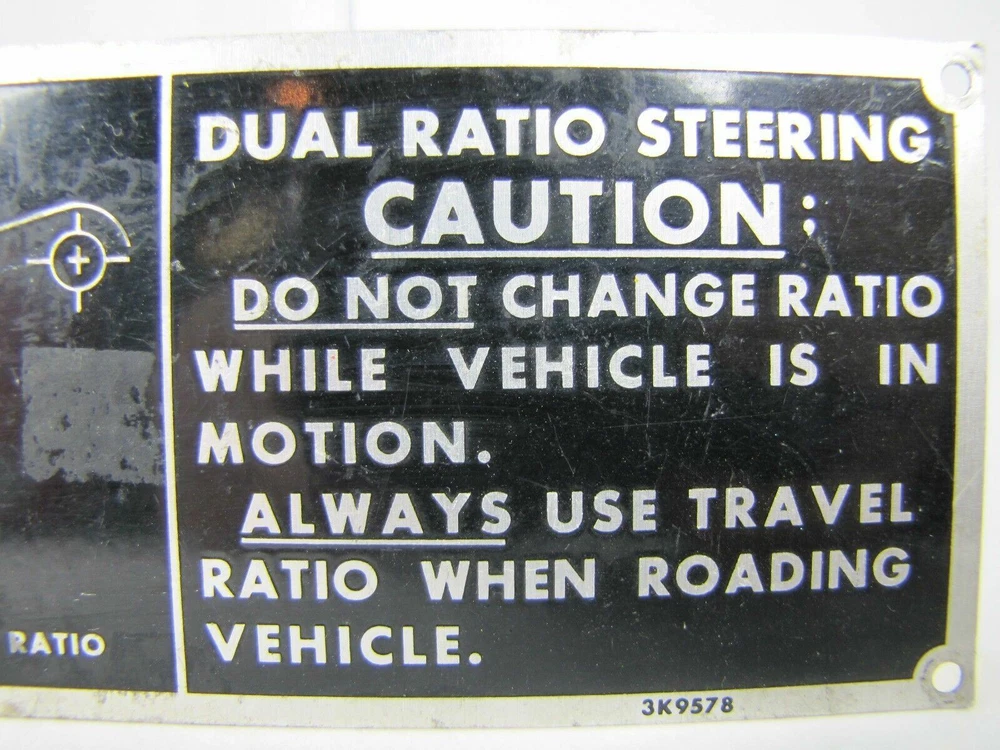 DUAL RATIO STEERING
CAUTION:
DO NOT CHANGE RATIO
WHILE VEHICLE IS IN
MOTION.
ALWAYS USE TRAVEL
RATIO WHEN ROADING
VEHICLE.
RATIO
3K9578